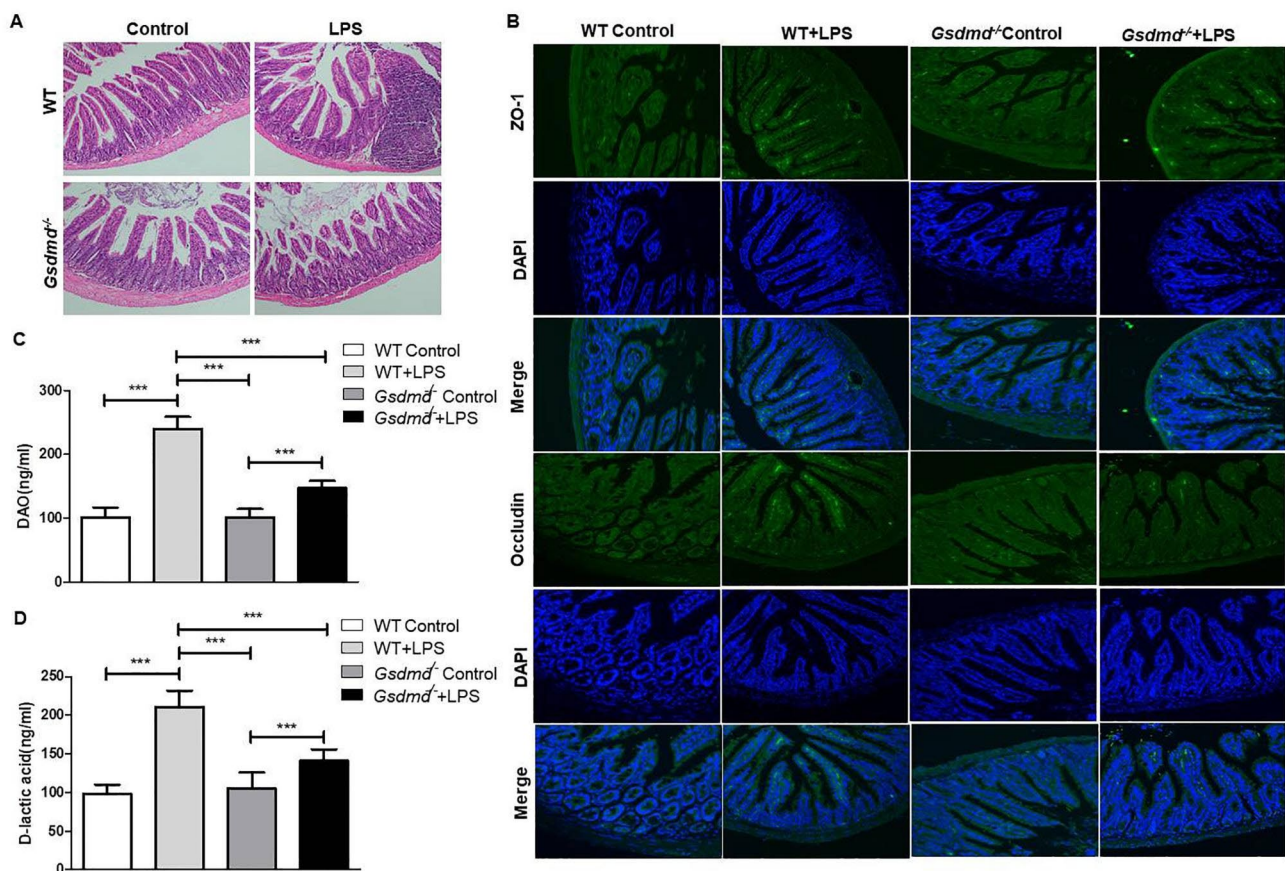 A
Control
LPS
WT
Gsdmd-/-
B
WT Control
WT+LPS
Gsdmd-/-Control
Gsdmd-/-+LPS
ZO-1
DAPI
Merge
Occludin
DAPI
Merge
C
WT Control
WT+LPS
Gsdmd-/- Control
Gsdmd-/-+LPS
***
***
***
***
DAO(ng/ml)
300
200
100
0
D
WT Control
WT+LPS
Gsdmd-/- Control
Gsdmd-/-+LPS
***
***
***
***
D-lactic acid(ng/ml)
250
200
150
100
50
0